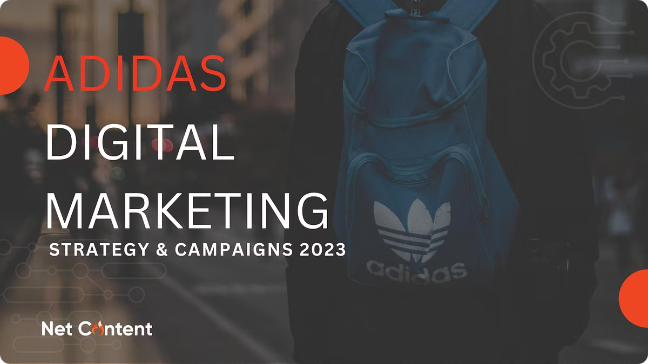 ADIDAS
DIGITAL
MARKETING
STRATEGY & CAMPAIGNS 2023
adidas
Net Content